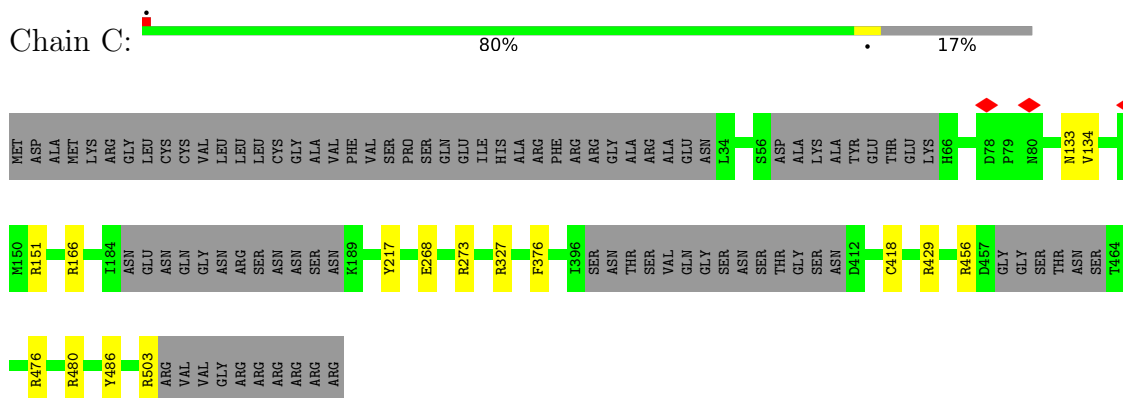 Chain C:
80% 17%
MET ASP ALA MET LYS ARG GLY LEU CYS CYS VAL LEU LEU LEU CYS GLY ALA VAL PHE VAL SER PRO SER GLN GLU ILE HIS ALA ARG PHE ARG ARG GLY ALA ARG ALA GLU ASN L34 S56 ASP ALA LYS ALA TYR GLU THR GLU LYS H66 D78 P79 N80 N133 V134
M150 R151 R166 I184 ASN GLU ASN GLN GLY ASN ARG SER ASN ASN SER ASN K189 Y217 E268 R273 R327 F376 I396 SER ASN THR SER VAL GLN GLY SER ASN SER THR GLY SER ASN D412 C418 R429 R456 D457 GLY GLY SER THR ASN SER T464
R476 R480 Y486 R503 ARG VAL VAL GLY ARG ARG ARG ARG ARG ARG